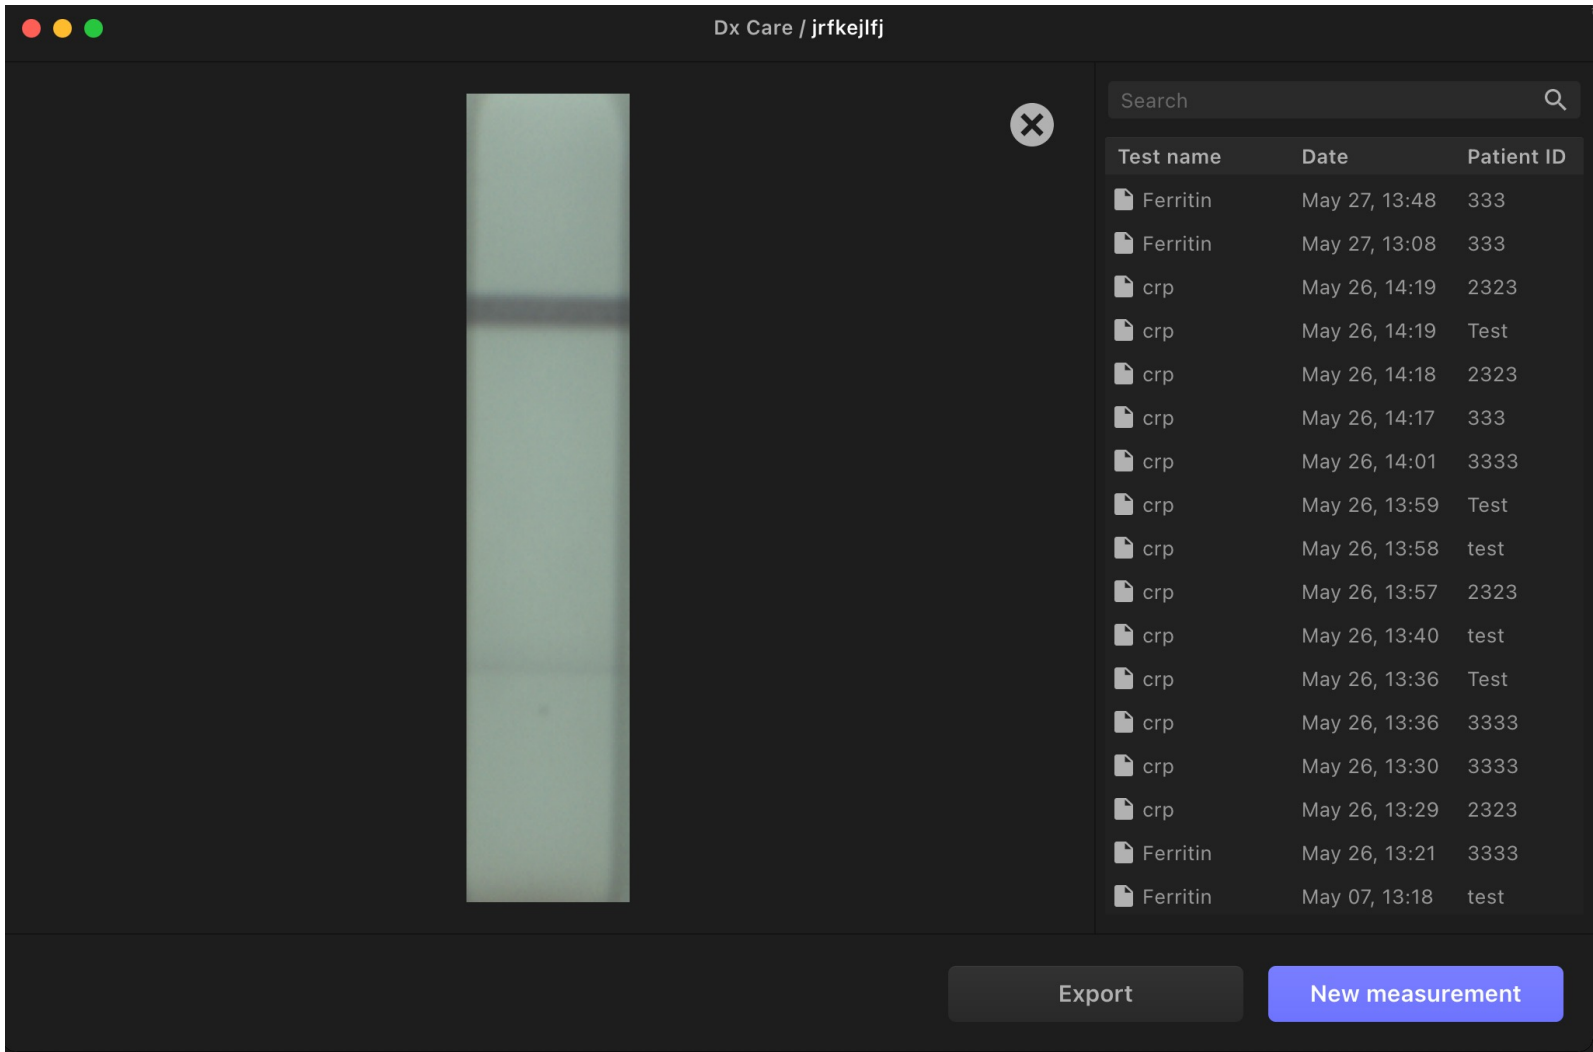 Dx Care / jrfkejlfj
Search
Test name Date Patient ID
Ferritin May 27, 13:48 333
Ferritin May 27, 13:08 333
crp May 26, 14:19 2323
crp May 26, 14:19 Test
crp May 26, 14:18 2323
crp May 26, 14:17 333
crp May 26, 14:01 3333
crp May 26, 13:59 Test
crp May 26, 13:58 test
crp May 26, 13:57 2323
crp May 26, 13:40 test
crp May 26, 13:36 Test
crp May 26, 13:36 3333
crp May 26, 13:30 3333
crp May 26, 13:29 2323
Ferritin May 26, 13:21 3333
Ferritin May 07, 13:18 test
Export New measurement